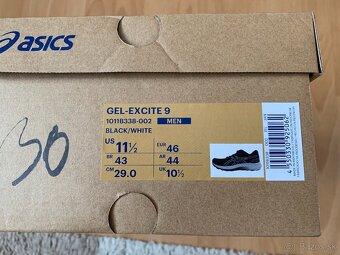 asics
GEL-EXCITE 9
1011B338-002 MEN
BLACK/WHITE
US 11½ EUR 46
BR 43 AR 44
CM 29.0 UK 10½
30
4550330925062